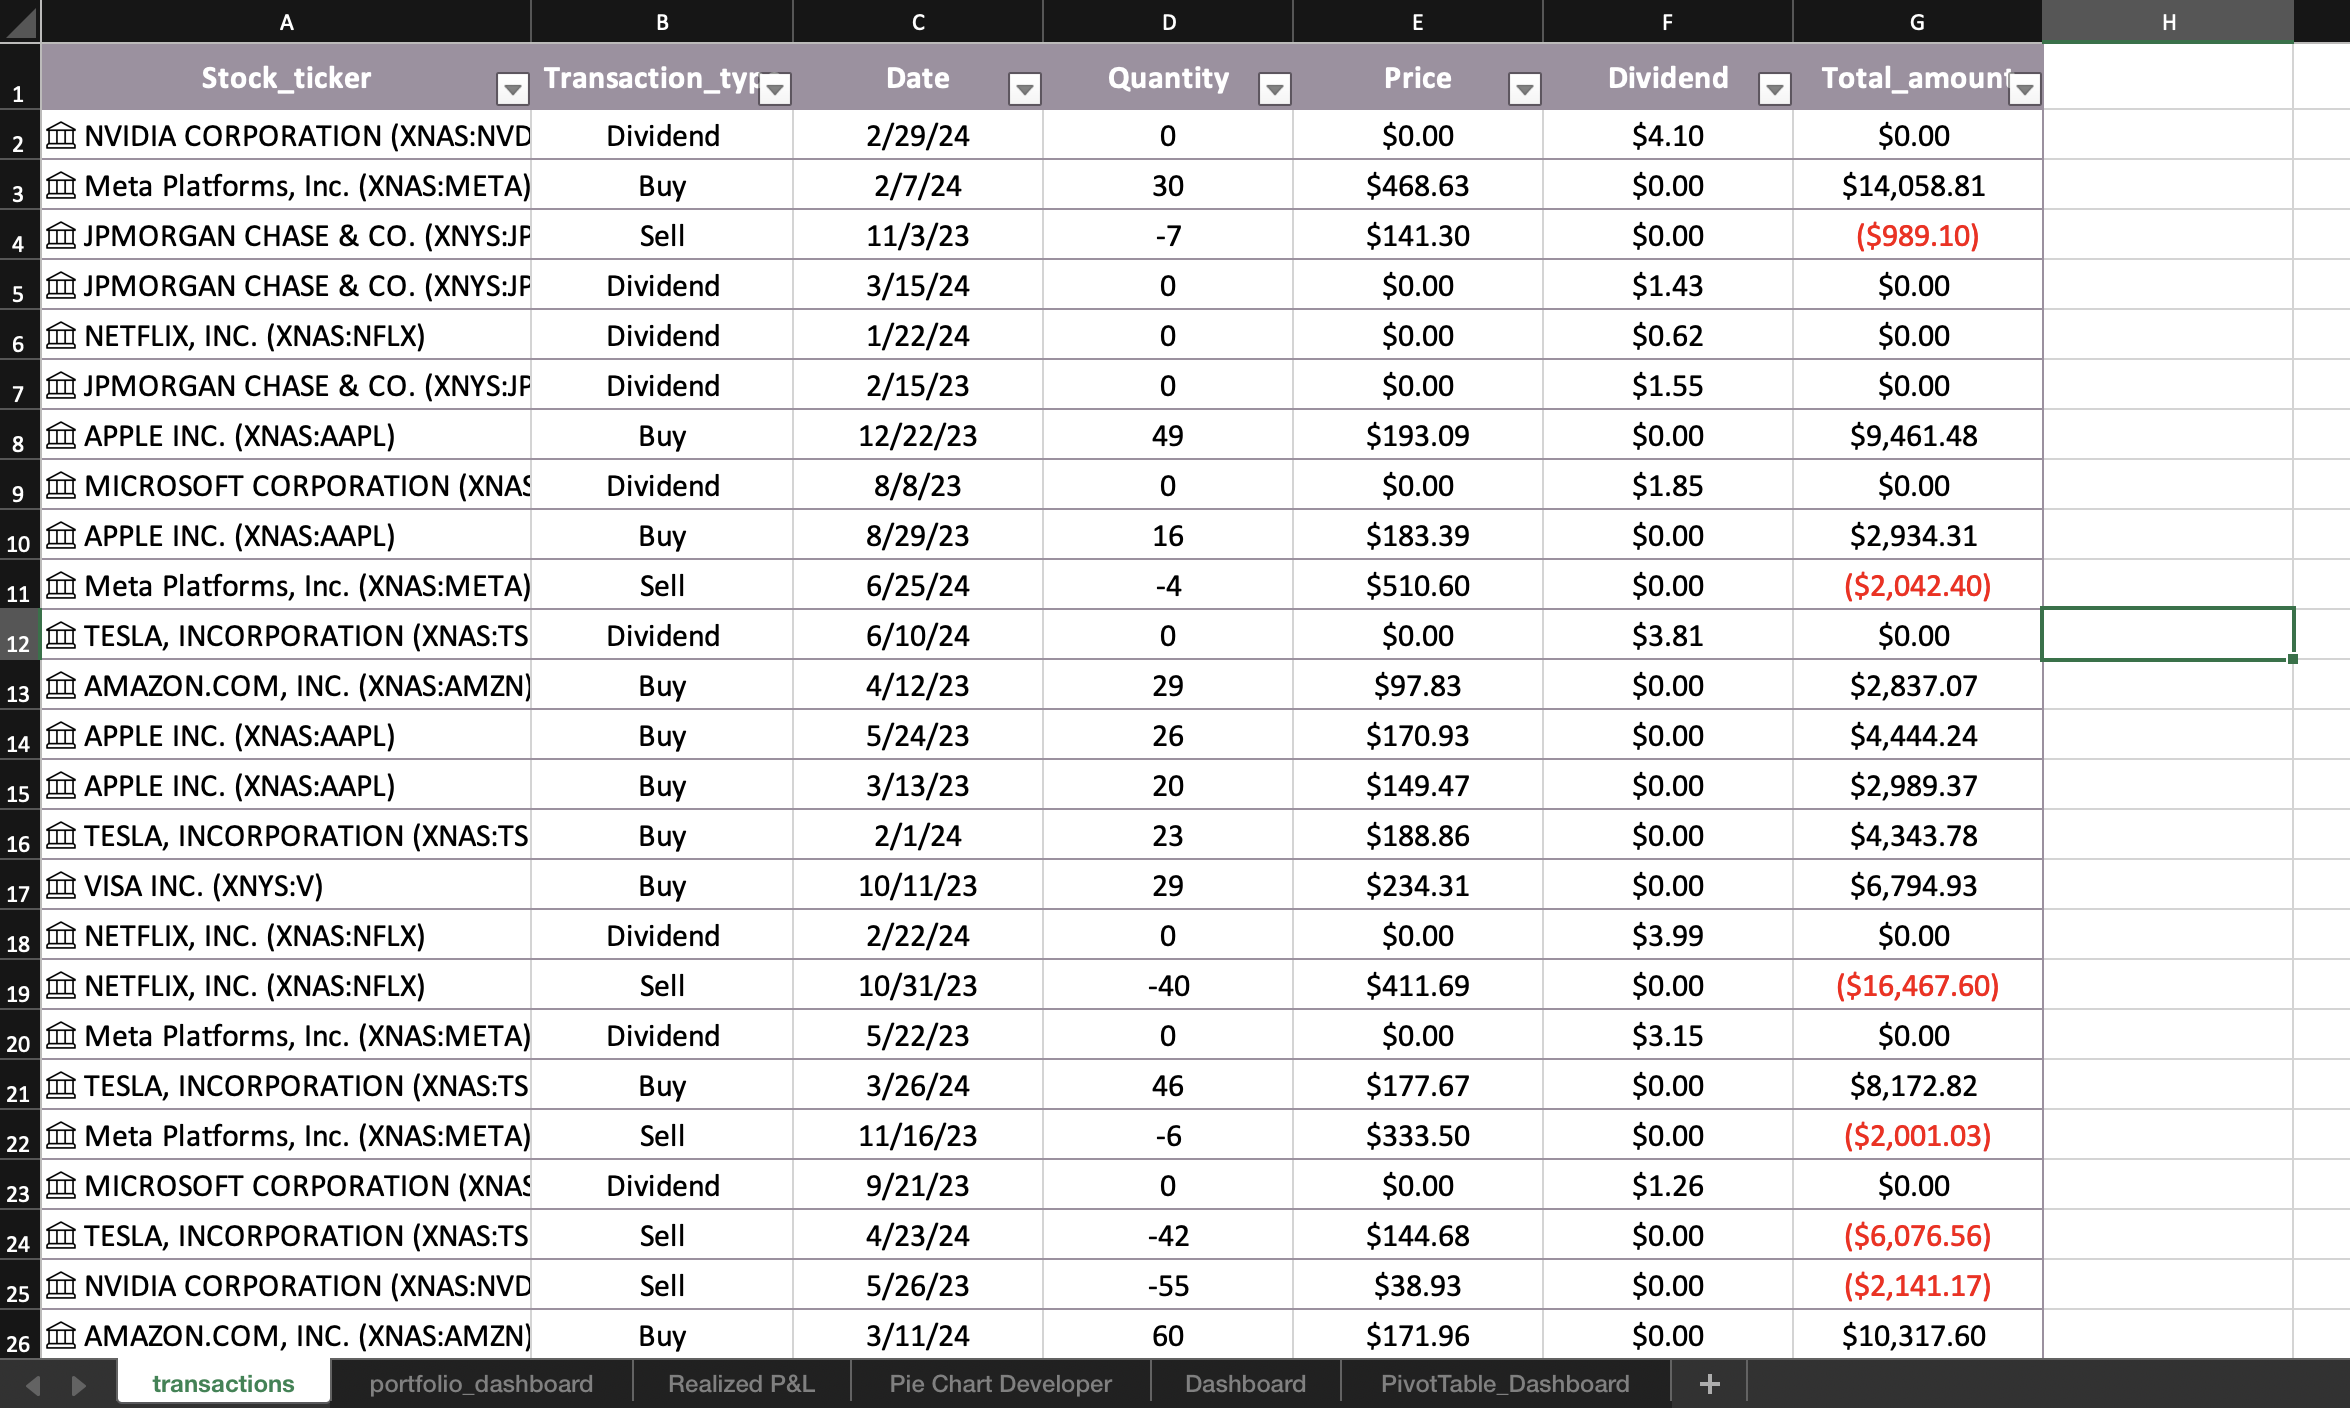 A B C D E F G H
1 Stock_ticker Transaction_typ Date Quantity Price Dividend Total_amount
2 NVIDIA CORPORATION (XNAS:NVD Dividend 2/29/24 0 $0.00 $4.10 $0.00
3 Meta Platforms, Inc. (XNAS:META) Buy 2/7/24 30 $468.63 $0.00 $14,058.81
4 JPMORGAN CHASE & CO. (XNYS:JP Sell 11/3/23 -7 $141.30 $0.00 ($989.10)
5 JPMORGAN CHASE & CO. (XNYS:JP Dividend 3/15/24 0 $0.00 $1.43 $0.00
6 NETFLIX, INC. (XNAS:NFLX) Dividend 1/22/24 0 $0.00 $0.62 $0.00
7 JPMORGAN CHASE & CO. (XNYS:JP Dividend 2/15/23 0 $0.00 $1.55 $0.00
8 APPLE INC. (XNAS:AAPL) Buy 12/22/23 49 $193.09 $0.00 $9,461.48
9 MICROSOFT CORPORATION (XNAS Dividend 8/8/23 0 $0.00 $1.85 $0.00
10 APPLE INC. (XNAS:AAPL) Buy 8/29/23 16 $183.39 $0.00 $2,934.31
11 Meta Platforms, Inc. (XNAS:META) Sell 6/25/24 -4 $510.60 $0.00 ($2,042.40)
12 TESLA, INCORPORATION (XNAS:TS Dividend 6/10/24 0 $0.00 $3.81 $0.00
13 AMAZON.COM, INC. (XNAS:AMZN) Buy 4/12/23 29 $97.83 $0.00 $2,837.07
14 APPLE INC. (XNAS:AAPL) Buy 5/24/23 26 $170.93 $0.00 $4,444.24
15 APPLE INC. (XNAS:AAPL) Buy 3/13/23 20 $149.47 $0.00 $2,989.37
16 TESLA, INCORPORATION (XNAS:TS Buy 2/1/24 23 $188.86 $0.00 $4,343.78
17 VISA INC. (XNYS:V) Buy 10/11/23 29 $234.31 $0.00 $6,794.93
18 NETFLIX, INC. (XNAS:NFLX) Dividend 2/22/24 0 $0.00 $3.99 $0.00
19 NETFLIX, INC. (XNAS:NFLX) Sell 10/31/23 -40 $411.69 $0.00 ($16,467.60)
20 Meta Platforms, Inc. (XNAS:META) Dividend 5/22/23 0 $0.00 $3.15 $0.00
21 TESLA, INCORPORATION (XNAS:TS Buy 3/26/24 46 $177.67 $0.00 $8,172.82
22 Meta Platforms, Inc. (XNAS:META) Sell 11/16/23 -6 $333.50 $0.00 ($2,001.03)
23 MICROSOFT CORPORATION (XNAS Dividend 9/21/23 0 $0.00 $1.26 $0.00
24 TESLA, INCORPORATION (XNAS:TS Sell 4/23/24 -42 $144.68 $0.00 ($6,076.56)
25 NVIDIA CORPORATION (XNAS:NVD Sell 5/26/23 -55 $38.93 $0.00 ($2,141.17)
26 AMAZON.COM, INC. (XNAS:AMZN) Buy 3/11/24 60 $171.96 $0.00 $10,317.60
transactions portfolio_dashboard Realized P&L Pie Chart Developer Dashboard PivotTable_Dashboard +